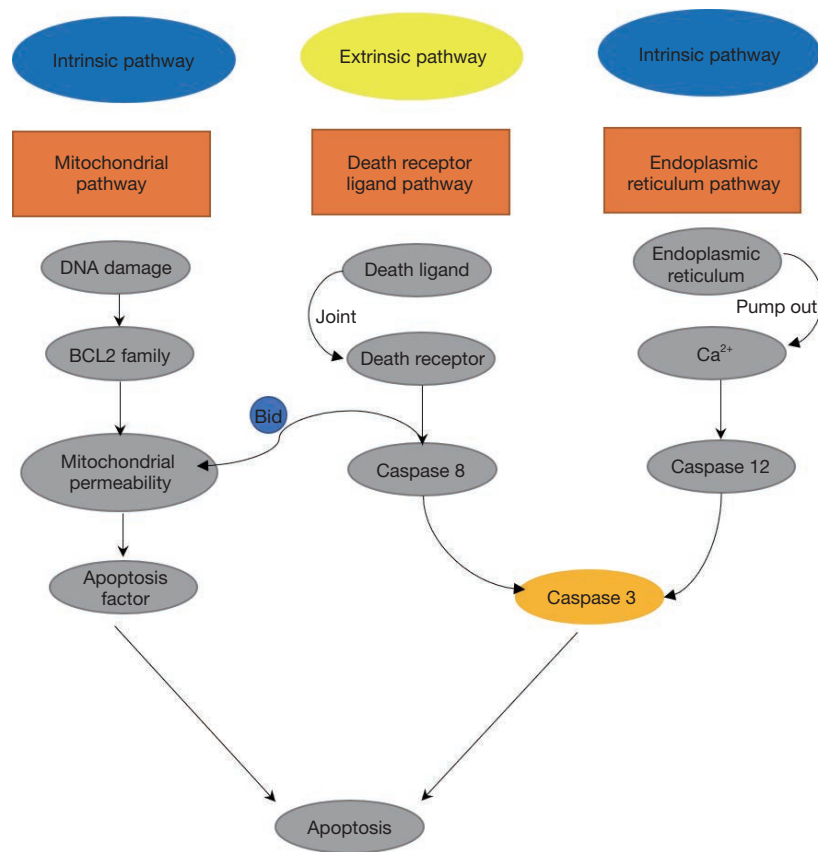 Intrinsic pathway
Extrinsic pathway
Intrinsic pathway
Mitochondrial
pathway
Death receptor
ligand pathway
Endoplasmic
reticulum pathway
DNA damage
Death ligand
Endoplasmic
reticulum
Joint
Pump out
BCL2 family
Death receptor
Ca²⁺
Bid
Mitochondrial
permeability
Caspase 8
Caspase 12
Apoptosis
factor
Caspase 3
Apoptosis